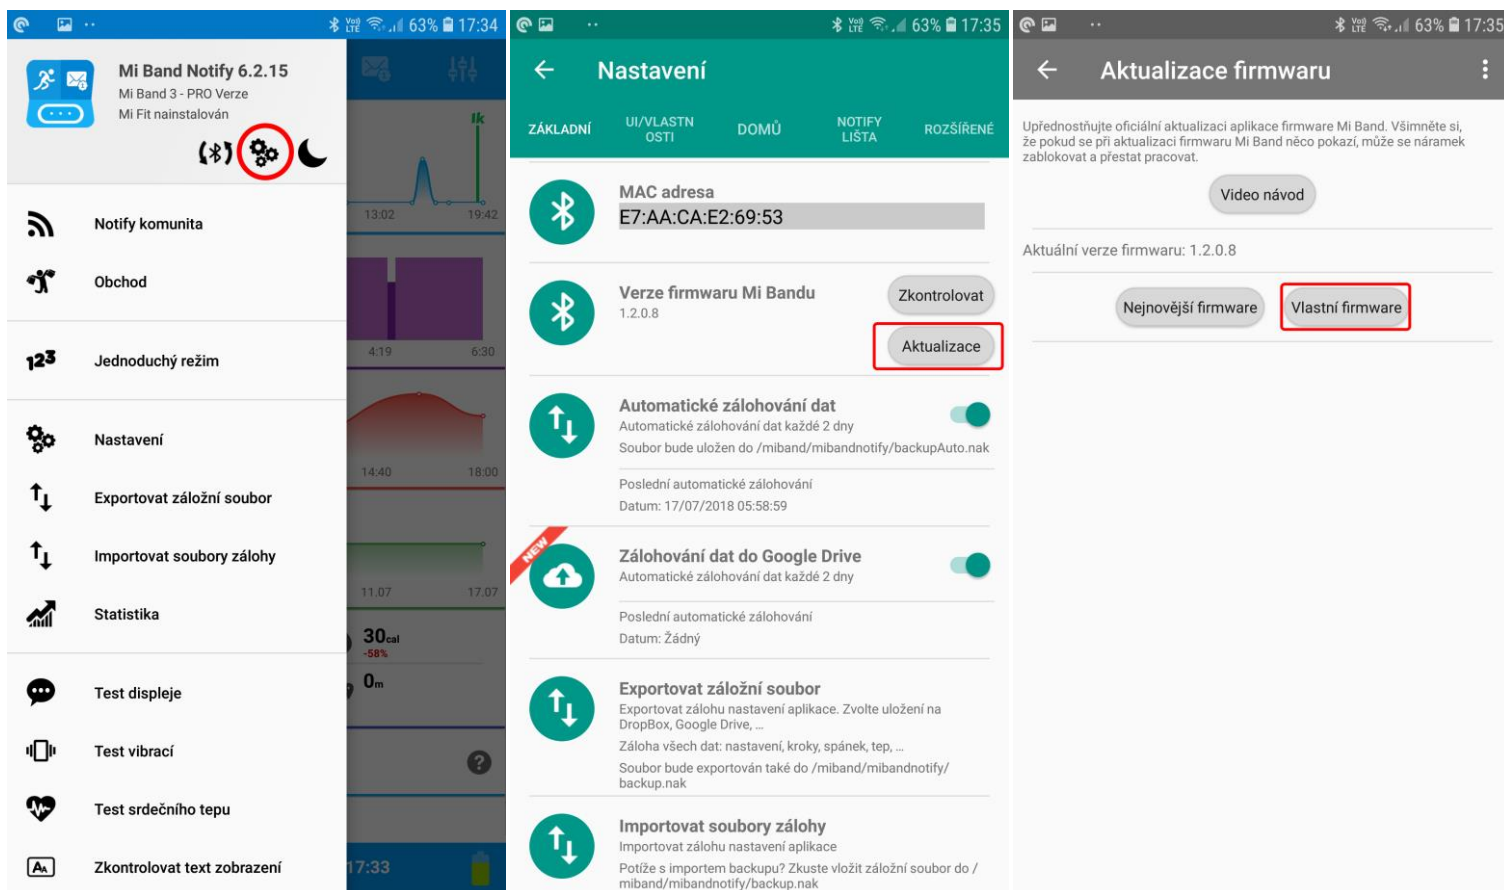 Vo))
LTE
63%
17:34
Mi Band Notify 6.2.15
Mi Band 3 - PRO Verze
Mi Fit nainstalován
Notify komunita
Obchod
123
Jednoduchý režim
Nastavení
Exportovat záložní soubor
Importovat soubory zálohy
Statistika
Test displeje
Test vibrací
Test srdečního tepu
Zkontrolovat text zobrazení
1k
13:02
19:42
4:19
6:30
14:40
18:00
11.07
17.07
30cal
-58%
0m
?
17:33
Vo))
LTE
63%
17:35
Nastavení
ZÁKLADNÍ
UI/VLASTN
OSTI
DOMŮ
NOTIFY
LIŠTA
ROZŠÍŘENÉ
MAC adresa
E7:AA:CA:E2:69:53
Verze firmwaru Mi Bandu
1.2.0.8
Zkontrolovat
Aktualizace
Automatické zálohování dat
Automatické zálohování dat každé 2 dny
Soubor bude uložen do /miband/mibandnotify/backupAuto.nak
Poslední automatické zálohování
Datum: 17/07/2018 05:58:59
NEW
Zálohování dat do Google Drive
Automatické zálohování dat každé 2 dny
Poslední automatické zálohování
Datum: Žádný
Exportovat záložní soubor
Exportovat zálohu nastavení aplikace. Zvolte uložení na
DropBox, Google Drive, ...
Záloha všech dat: nastavení, kroky, spánek, tep, ...
Soubor bude exportován také do /miband/mibandnotify/
backup.nak
Importovat soubory zálohy
Importovat zálohu nastavení aplikace
Potíže s importem backupu? Zkuste vložit záložní soubor do /
miband/mibandnotify/backup.nak
Vo))
LTE
63%
17:35
Aktualizace firmwaru
Upřednostňujte oficiální aktualizaci aplikace firmware Mi Band. Všimněte si,
že pokud se při aktualizaci firmwaru Mi Band něco pokazí, může se náramek
zablokovat a přestat pracovat.
Video návod
Aktuální verze firmwaru: 1.2.0.8
Nejnovější firmware
Vlastní firmware